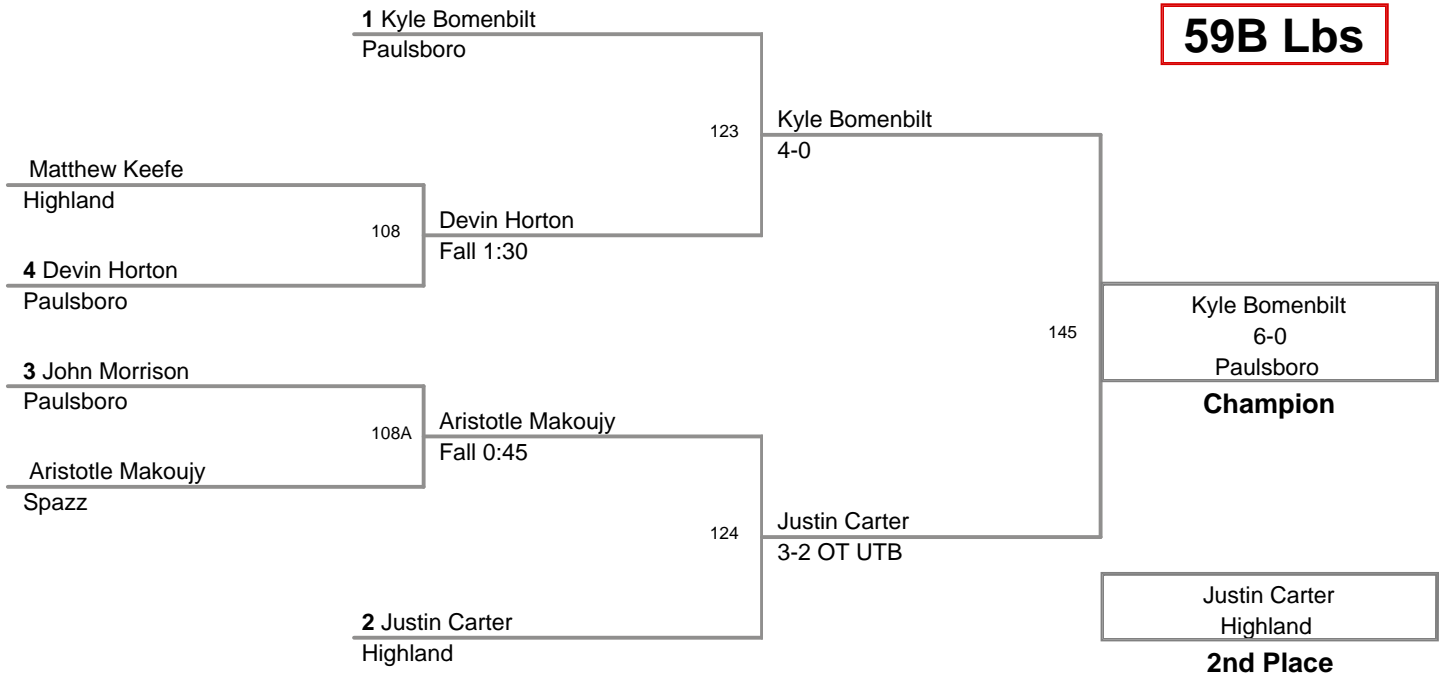 1 Kyle Bomenbilt
Paulsboro
59B Lbs
123
Kyle Bomenbilt
4-0
Matthew Keefe
Highland
108
Devin Horton
Fall 1:30
4 Devin Horton
Paulsboro
145
Kyle Bomenbilt
6-0
Paulsboro
Champion
3 John Morrison
Paulsboro
108A
Aristotle Makoujy
Fall 0:45
Aristotle Makoujy
Spazz
124
Justin Carter
3-2 OT UTB
2 Justin Carter
Highland
Justin Carter
Highland
2nd Place